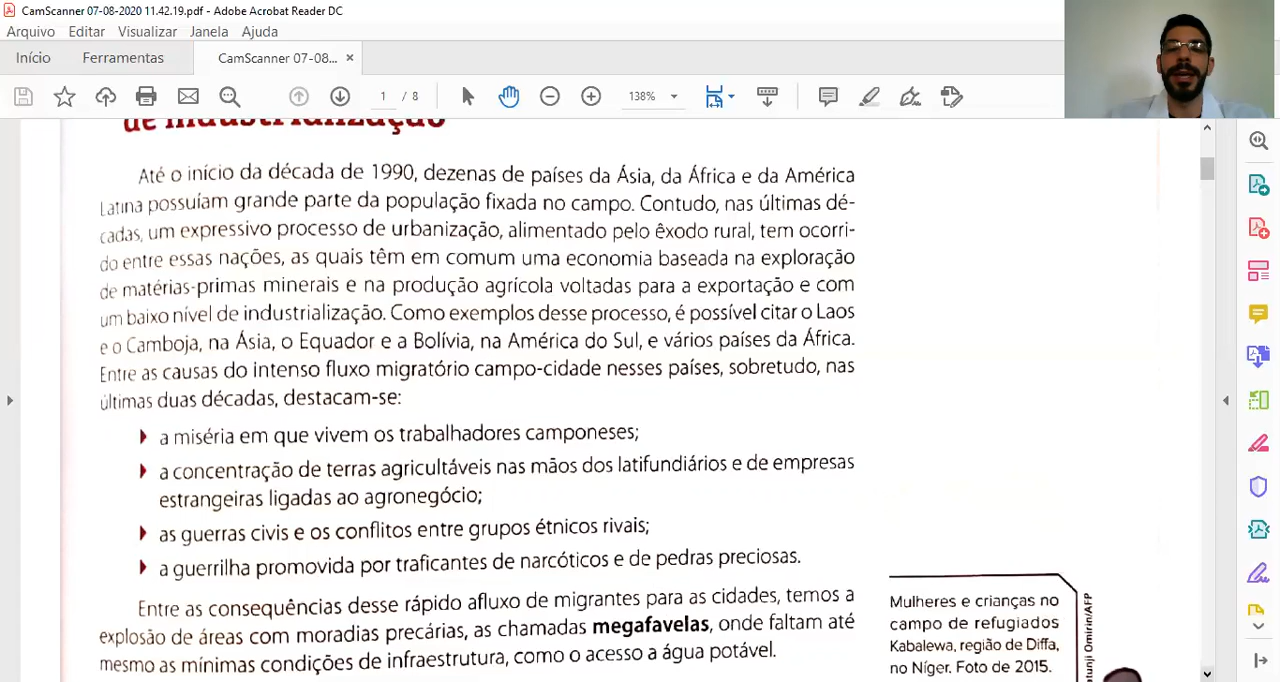 CamScanner 07-08-2020 11.42.19.pdf - Adobe Acrobat Reader DC
Arquivo Editar Visualizar Janela Ajuda
Início Ferramentas CamScanner 07-08... ×
1 / 8 138%
de industrialização
Até o início da década de 1990, dezenas de países da Ásia, da África e da América
Latina possuíam grande parte da população fixada no campo. Contudo, nas últimas dé-
cadas, um expressivo processo de urbanização, alimentado pelo êxodo rural, tem ocorri-
do entre essas nações, as quais têm em comum uma economia baseada na exploração
de matérias-primas minerais e na produção agrícola voltadas para a exportação e com
um baixo nível de industrialização. Como exemplos desse processo, é possível citar o Laos
e o Camboja, na Ásia, o Equador e a Bolívia, na América do Sul, e vários países da África.
Entre as causas do intenso fluxo migratório campo-cidade nesses países, sobretudo, nas
últimas duas décadas, destacam-se:
a miséria em que vivem os trabalhadores camponeses;
a concentração de terras agricultáveis nas mãos dos latifundiários e de empresas
estrangeiras ligadas ao agronegócio;
as guerras civis e os conflitos entre grupos étnicos rivais;
a guerrilha promovida por traficantes de narcóticos e de pedras preciosas.
Entre as consequências desse rápido afluxo de migrantes para as cidades, temos a
explosão de áreas com moradias precárias, as chamadas megafavelas, onde faltam até
mesmo as mínimas condições de infraestrutura, como o acesso a água potável.
Mulheres e crianças no
campo de refugiados
Kabalewa, região de Diffa,
no Níger. Foto de 2015.
Omirin/AFP